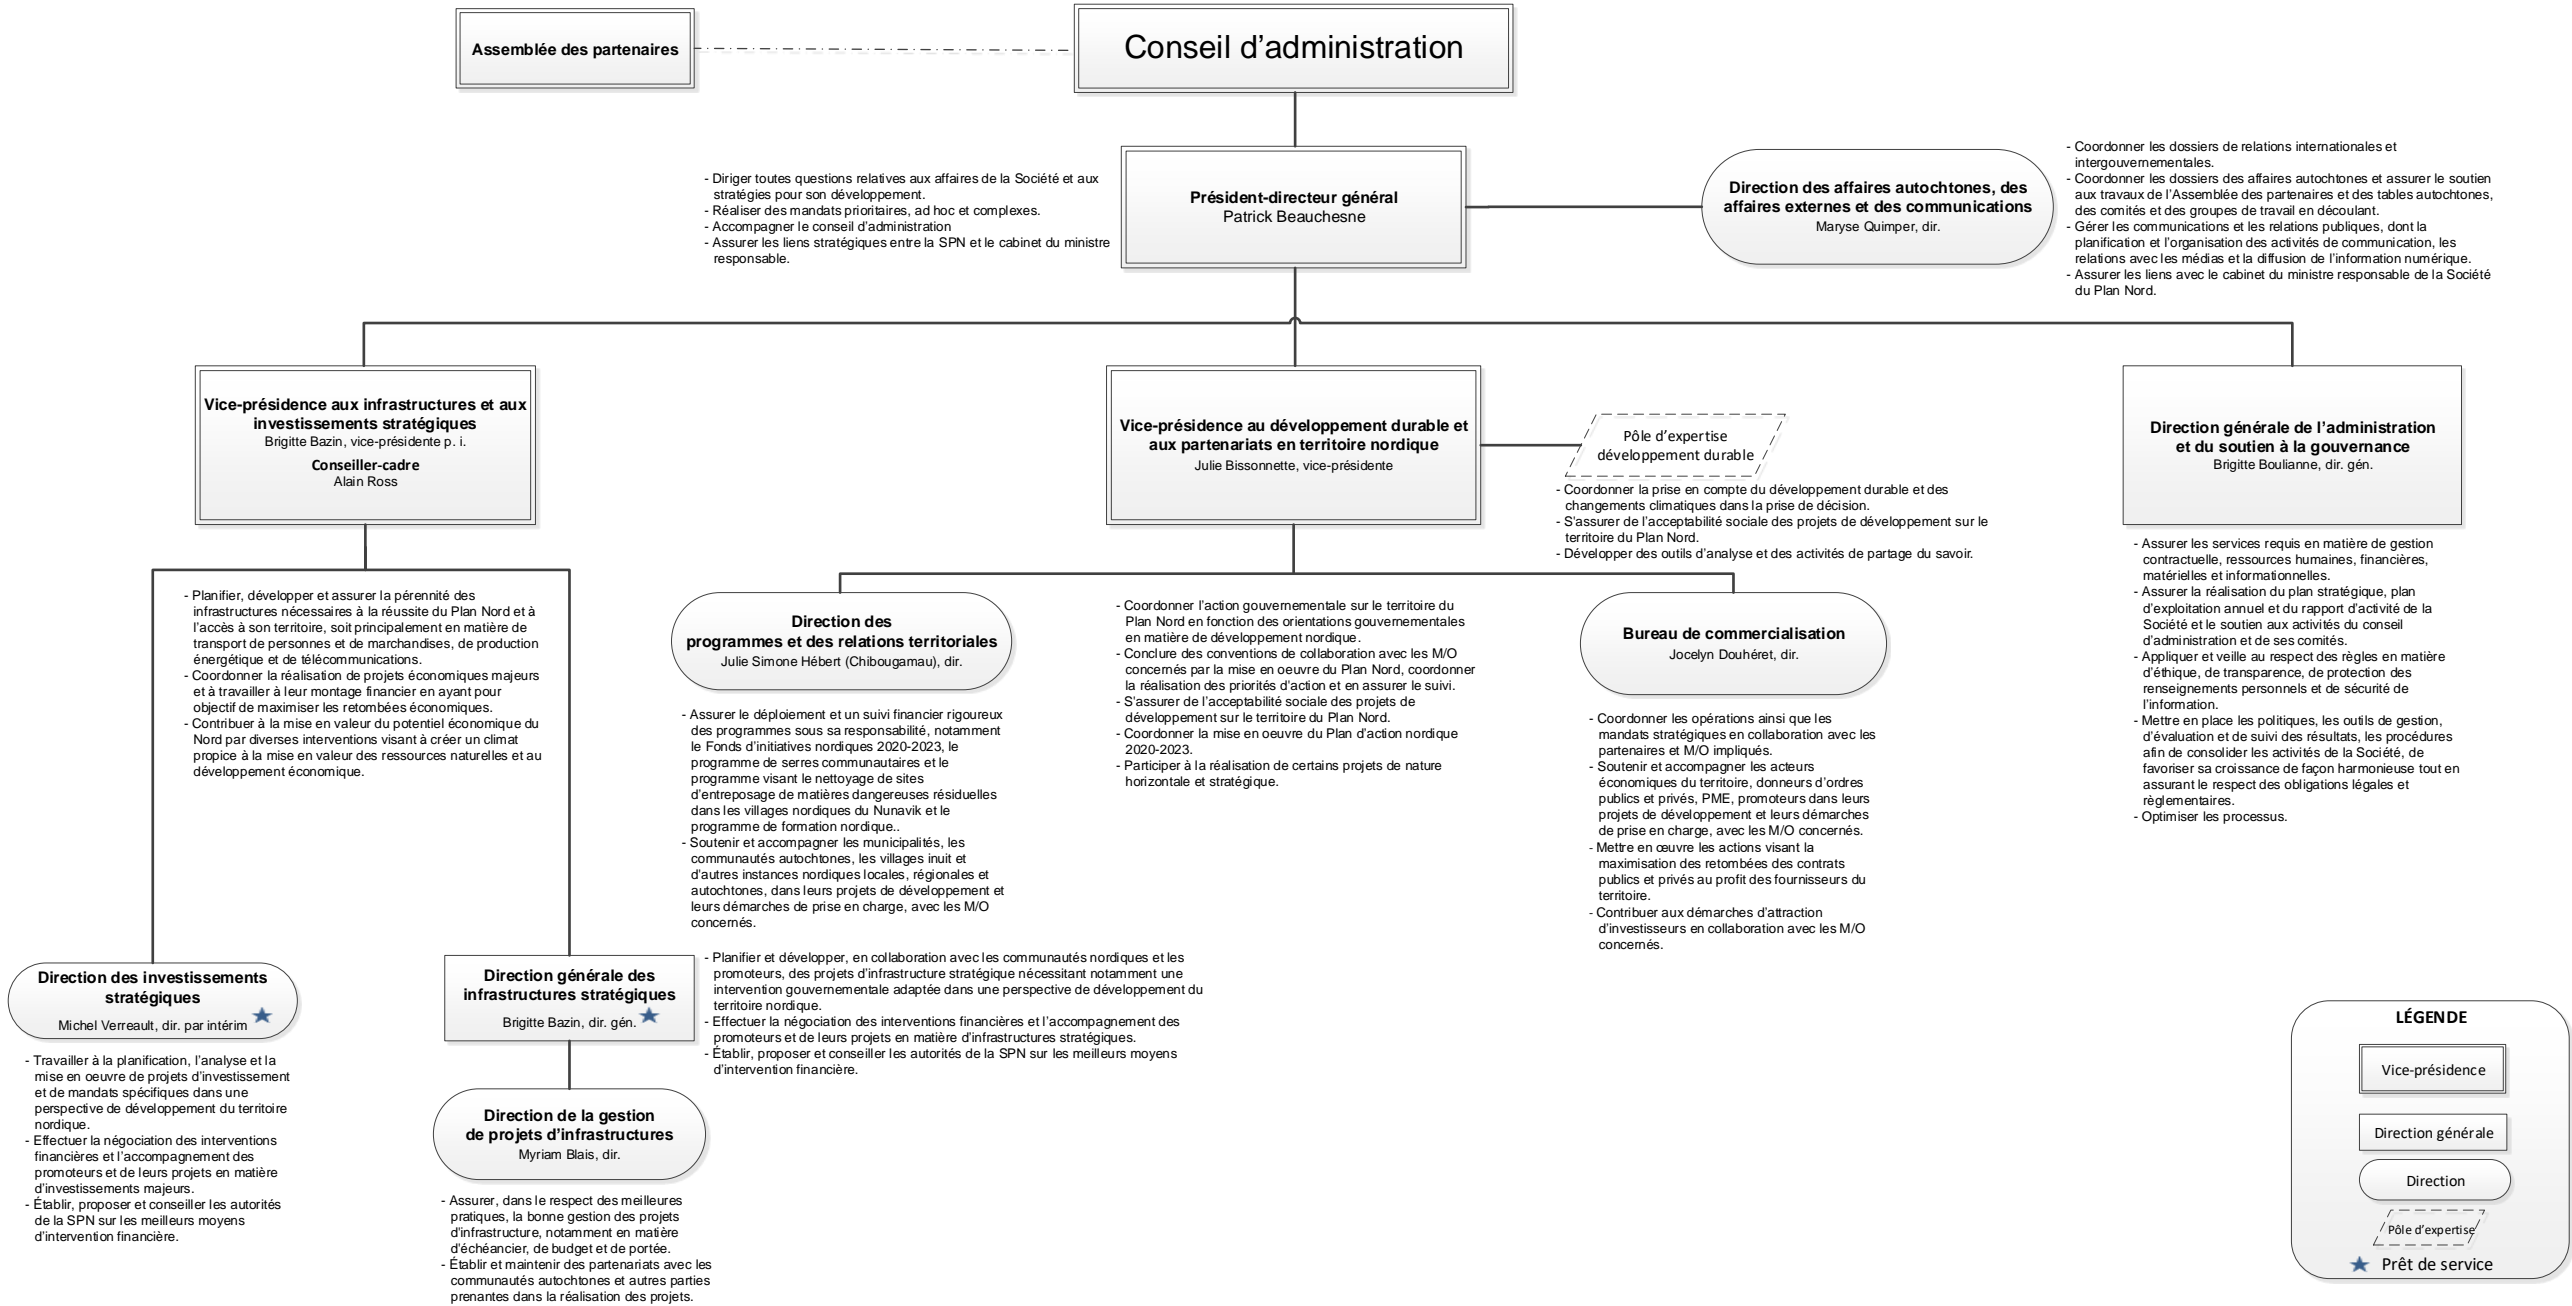 Assemblée des partenaires
Conseil d'administration
- Diriger toutes questions relatives aux affaires de la Société et aux
stratégies pour son développement.
- Réaliser des mandats prioritaires, ad hoc et complexes.
- Accompagner le conseil d'administration
- Assurer les liens stratégiques entre la SPN et le cabinet du ministre
responsable.
Président-directeur général
Patrick Beauchesne
Direction des affaires autochtones, des
affaires externes et des communications
Maryse Quimper, dir.
- Coordonner les dossiers de relations internationales et
intergouvernementales.
- Coordonner les dossiers des affaires autochtones et assurer le soutien
aux travaux de l'Assemblée des partenaires et des tables autochtones,
des comités et des groupes de travail en découlant.
- Gérer les communications et les relations publiques, dont la
planification et l'organisation des activités de communication, les
relations avec les médias et la diffusion de l'information numérique.
- Assurer les liens avec le cabinet du ministre responsable de la Société
du Plan Nord.
Vice-présidence aux infrastructures et aux
investissements stratégiques
Brigitte Bazin, vice-présidente p. i.
Conseiller-cadre
Alain Ross
Vice-présidence au développement durable et
aux partenariats en territoire nordique
Julie Bissonnette, vice-présidente
Pôle d'expertise
développement durable
- Coordonner la prise en compte du développement durable et des
changements climatiques dans la prise de décision.
- S'assurer de l'acceptabilité sociale des projets de développement sur le
territoire du Plan Nord.
- Développer des outils d'analyse et des activités de partage du savoir.
Direction générale de l'administration
et du soutien à la gouvernance
Brigitte Boulianne, dir. gén.
- Assurer les services requis en matière de gestion
contractuelle, ressources humaines, financières,
matérielles et informationnelles.
- Assurer la réalisation du plan stratégique, plan
d'exploitation annuel et du rapport d'activité de la
Société et le soutien aux activités du conseil
d'administration et de ses comités.
- Appliquer et veille au respect des règles en matière
d'éthique, de transparence, de protection des
renseignements personnels et de sécurité de
l'information.
- Mettre en place les politiques, les outils de gestion,
d'évaluation et de suivi des résultats, les procédures
afin de consolider les activités de la Société, de
favoriser sa croissance de façon harmonieuse tout en
assurant le respect des obligations légales et
règlementaires.
- Optimiser les processus.
- Planifier, développer et assurer la pérennité des
infrastructures nécessaires à la réussite du Plan Nord et à
l'accès à son territoire, soit principalement en matière de
transport de personnes et de marchandises, de production
énergétique et de télécommunications.
- Coordonner la réalisation de projets économiques majeurs
et à travailler à leur montage financier en ayant pour
objectif de maximiser les retombées économiques.
- Contribuer à la mise en valeur du potentiel économique du
Nord par diverses interventions visant à créer un climat
propice à la mise en valeur des ressources naturelles et au
développement économique.
Direction des
programmes et des relations territoriales
Julie Simone Hébert (Chibougamau), dir.
- Assurer le déploiement et un suivi financier rigoureux
des programmes sous sa responsabilité, notamment
le Fonds d'initiatives nordiques 2020-2023, le
programme de serres communautaires et le
programme visant le nettoyage de sites
d'entreposage de matières dangereuses résiduelles
dans les villages nordiques du Nunavik et le
programme de formation nordique..
- Soutenir et accompagner les municipalités, les
communautés autochtones, les villages inuit et
d'autres instances nordiques locales, régionales et
autochtones, dans leurs projets de développement et
leurs démarches de prise en charge, avec les M/O
concernés.
- Coordonner l'action gouvernementale sur le territoire du
Plan Nord en fonction des orientations gouvernementales
en matière de développement nordique.
- Conclure des conventions de collaboration avec les M/O
concernés par la mise en oeuvre du Plan Nord, coordonner
la réalisation des priorités d'action et en assurer le suivi.
- S'assurer de l'acceptabilité sociale des projets de
développement sur le territoire du Plan Nord.
- Coordonner la mise en oeuvre du Plan d'action nordique
2020-2023.
- Participer à la réalisation de certains projets de nature
horizontale et stratégique.
Bureau de commercialisation
Jocelyn Douhéret, dir.
- Coordonner les opérations ainsi que les
mandats stratégiques en collaboration avec les
partenaires et M/O impliqués.
- Soutenir et accompagner les acteurs
économiques du territoire, donneurs d'ordres
publics et privés, PME, promoteurs dans leurs
projets de développement et leurs démarches
de prise en charge, avec les M/O concernés.
- Mettre en œuvre les actions visant la
maximisation des retombées des contrats
publics et privés au profit des fournisseurs du
territoire.
- Contribuer aux démarches d'attraction
d'investisseurs en collaboration avec les M/O
concernés.
Direction des investissements
stratégiques
Michel Verreault, dir. par intérim
- Travailler à la planification, l'analyse et la
mise en oeuvre de projets d'investissement
et de mandats spécifiques dans une
perspective de développement du territoire
nordique.
- Effectuer la négociation des interventions
financières et l'accompagnement des
promoteurs et de leurs projets en matière
d'investissements majeurs.
- Établir, proposer et conseiller les autorités
de la SPN sur les meilleurs moyens
d'intervention financière.
Direction générale des
infrastructures stratégiques
Brigitte Bazin, dir. gén.
- Planifier et développer, en collaboration avec les communautés nordiques et les
promoteurs, des projets d'infrastructure stratégique nécessitant notamment une
intervention gouvernementale adaptée dans une perspective de développement du
territoire nordique.
- Effectuer la négociation des interventions financières et l'accompagnement des
promoteurs et de leurs projets en matière d'infrastructures stratégiques.
- Établir, proposer et conseiller les autorités de la SPN sur les meilleurs moyens
d'intervention financière.
Direction de la gestion
de projets d'infrastructures
Myriam Blais, dir.
- Assurer, dans le respect des meilleures
pratiques, la bonne gestion des projets
d'infrastructure, notamment en matière
d'échéancier, de budget et de portée.
- Établir et maintenir des partenariats avec les
communautés autochtones et autres parties
prenantes dans la réalisation des projets.
LÉGENDE
Vice-présidence
Direction générale
Direction
Pôle d'expertise
Prêt de service